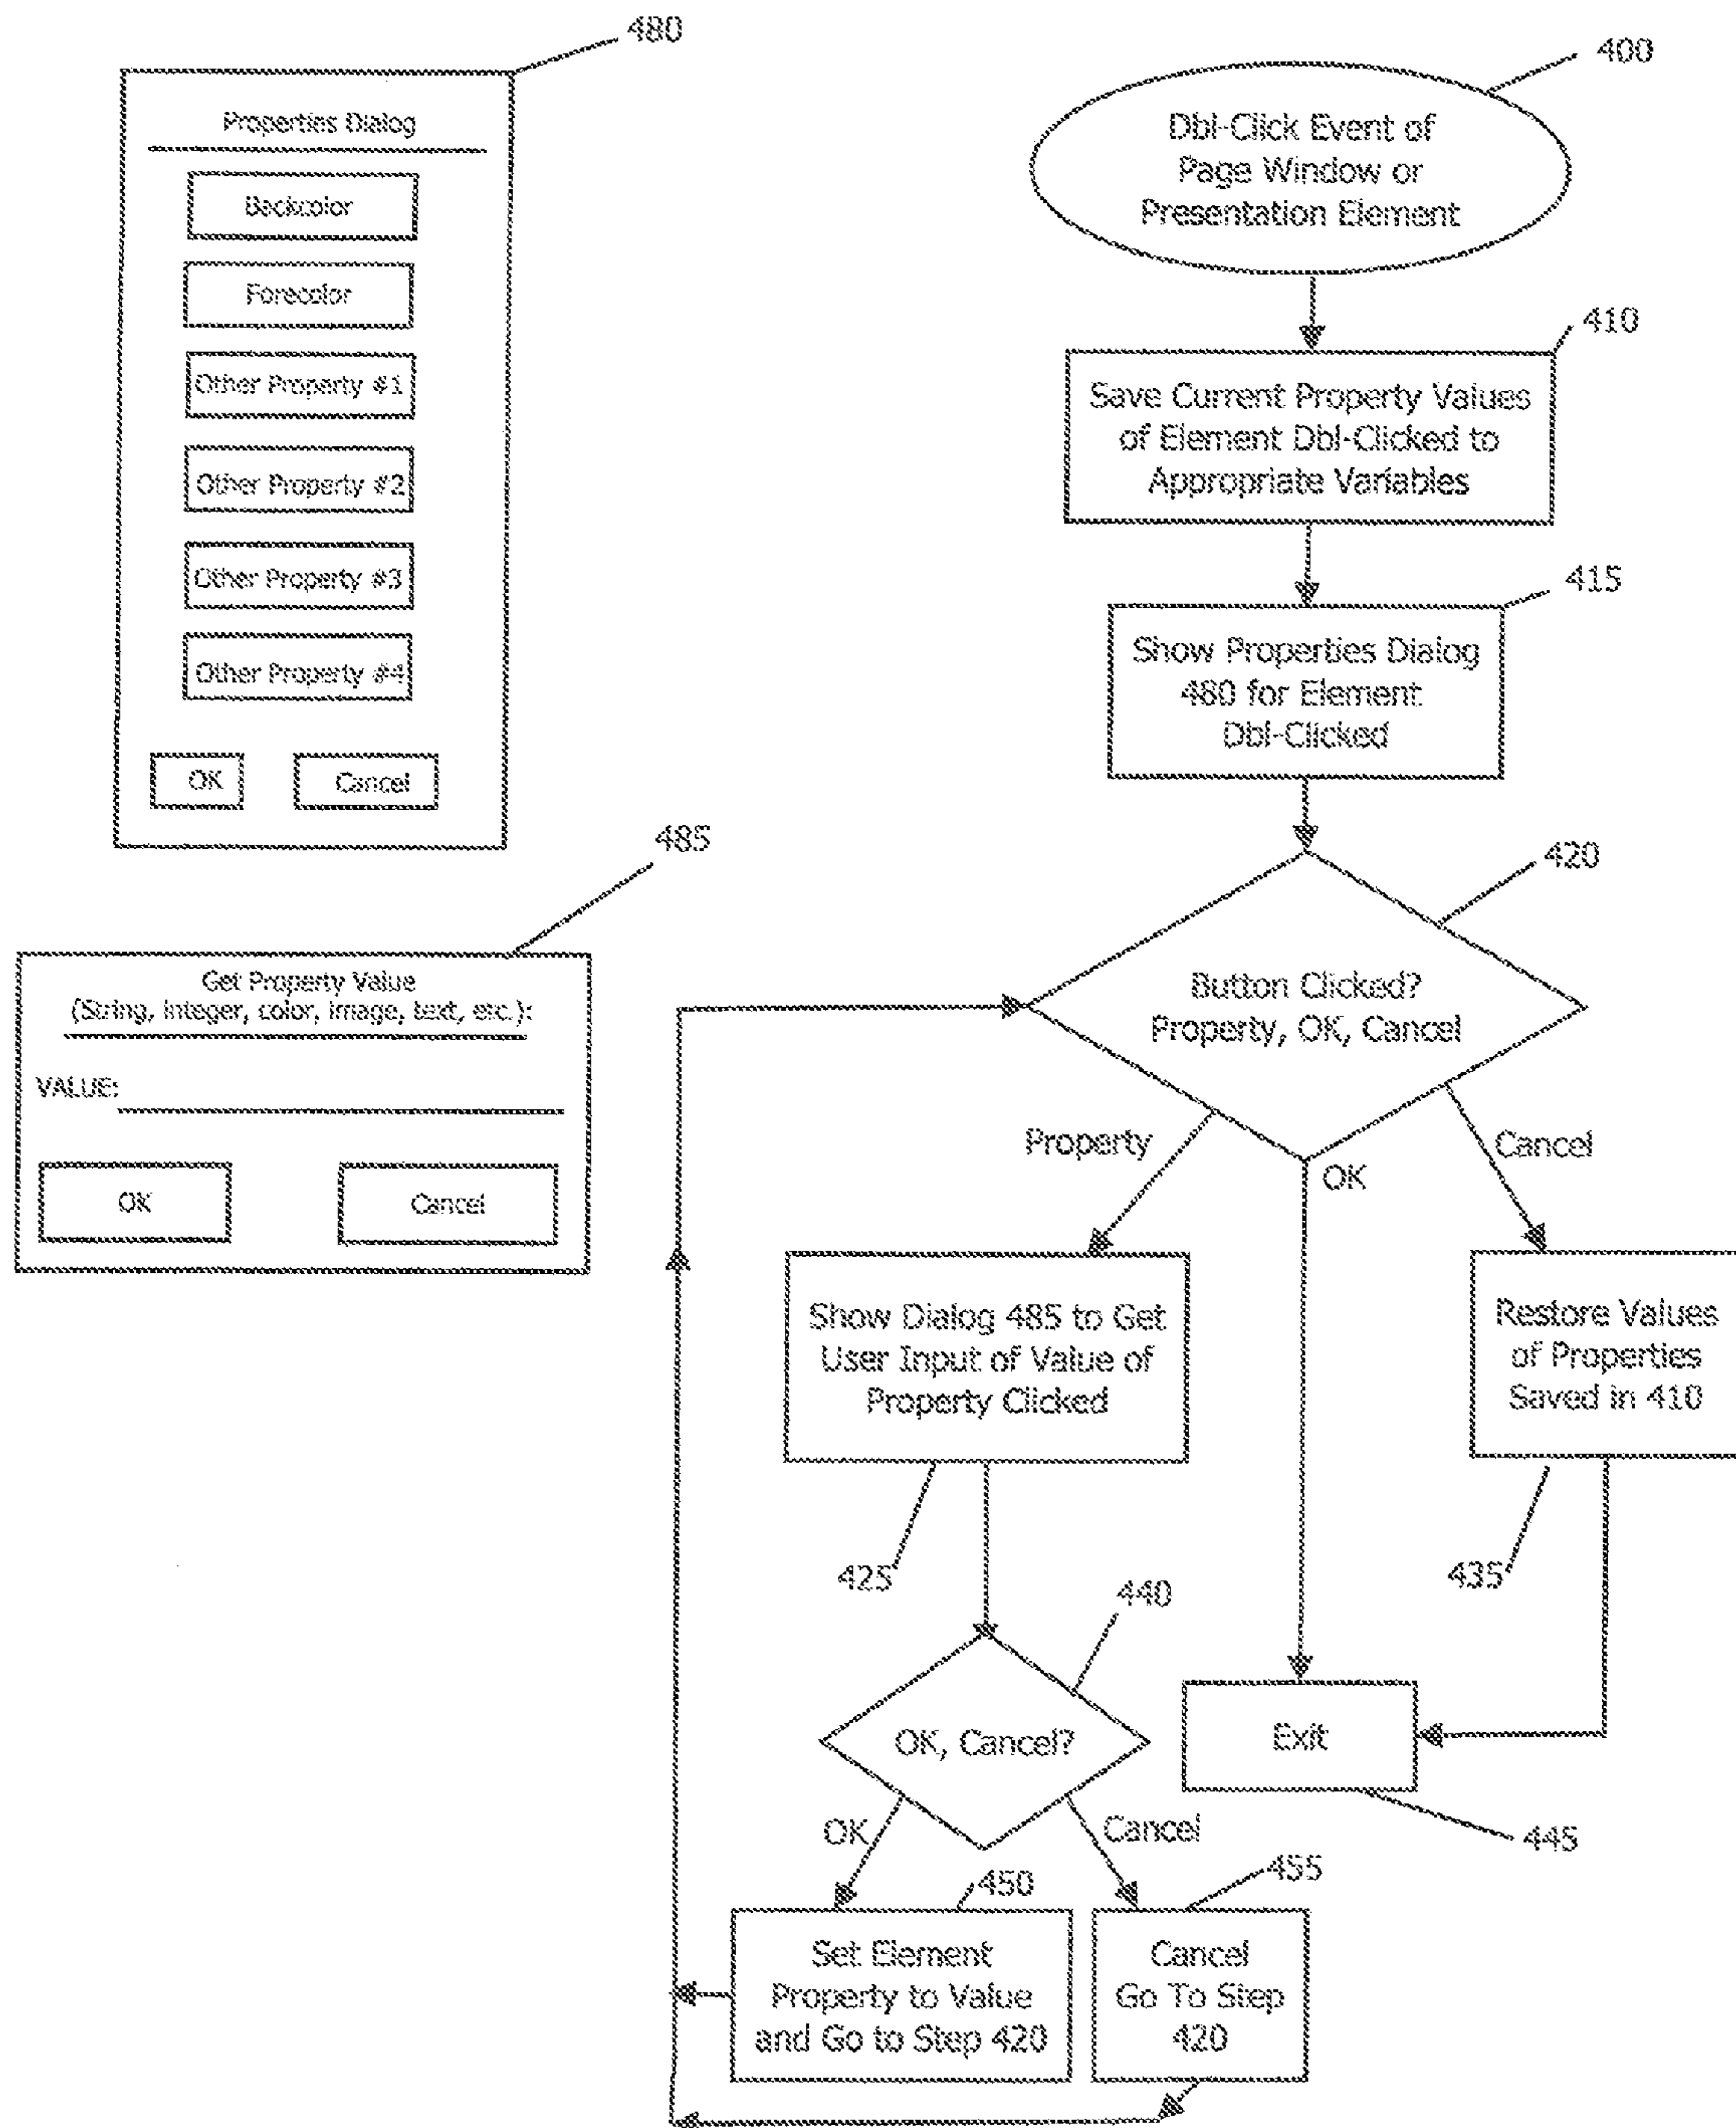 480
Properties Dialog
Backcolor
Forecolor
Other Property #1
Other Property #2
Other Property #3
Other Property #4
OK
Cancel
485
Get Property Value
(String, integer, color, image, text, etc.):
VALUE:
OK
Cancel
400
Dbl-Click Event of
Page Window or
Presentation Element
410
Save Current Property Values
of Element Dbl-Clicked to
Appropriate Variables
415
Show Properties Dialog
480 for Element
Dbl-Clicked
420
Button Clicked?
Property, OK, Cancel
Property
OK
Cancel
Show Dialog 485 to Get
User Input of Value of
Property Clicked
425
Restore Values
of Properties
Saved in 410
435
440
OK, Cancel?
Exit
445
OK
Cancel
450
Set Element
Property to Value
and Go to Step 420
455
Cancel
Go To Step
420